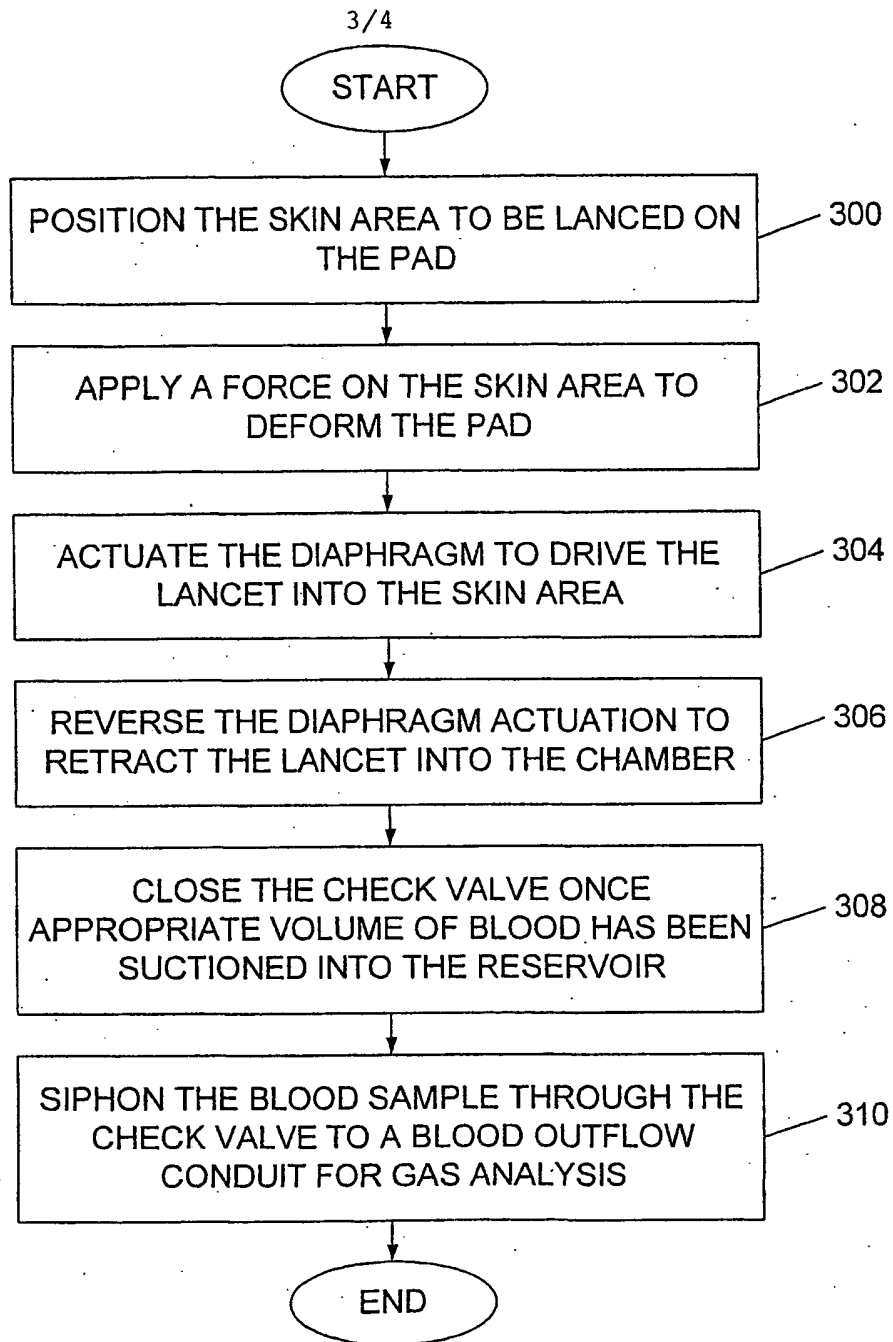 3/4
START
POSITION THE SKIN AREA TO BE LANCED ON
THE PAD
300
APPLY A FORCE ON THE SKIN AREA TO
DEFORM THE PAD
302
ACTUATE THE DIAPHRAGM TO DRIVE THE
LANCET INTO THE SKIN AREA
304
REVERSE THE DIAPHRAGM ACTUATION TO
RETRACT THE LANCET INTO THE CHAMBER
306
CLOSE THE CHECK VALVE ONCE
APPROPRIATE VOLUME OF BLOOD HAS BEEN
SUCTIONED INTO THE RESERVOIR
308
SIPHON THE BLOOD SAMPLE THROUGH THE
CHECK VALVE TO A BLOOD OUTFLOW
CONDUIT FOR GAS ANALYSIS
310
END